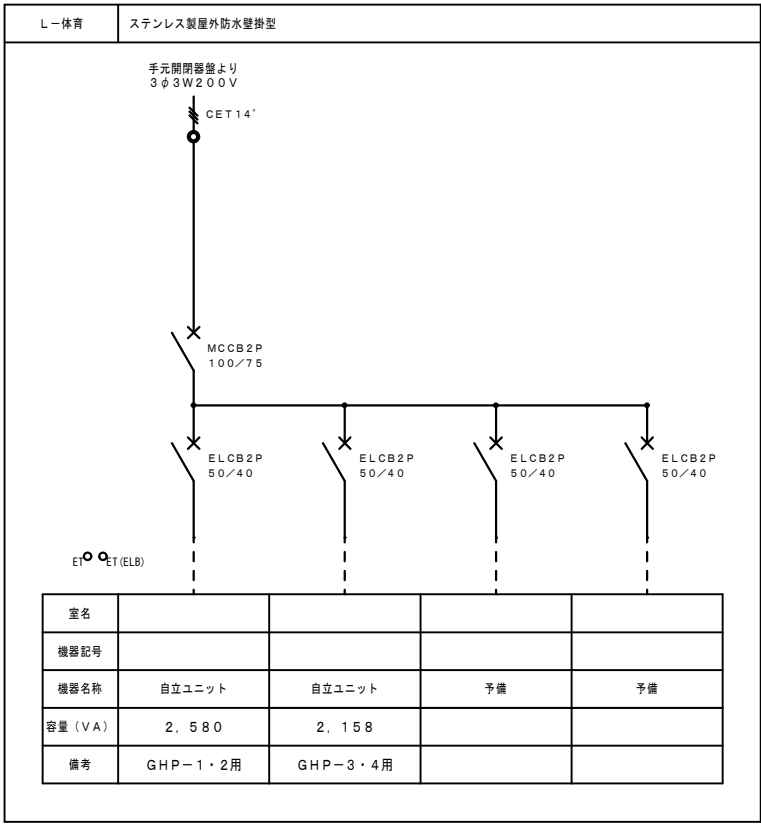 L－体育 ステンレス製屋外防水壁掛型
手元開閉器盤より
３φ３W２００V
CET14°
MCCB2P
100／75
ELCB2P ELCB2P ELCB2P ELCB2P
50／40 50／40 50／40 50／40
ET ET(ELB)
室名
機器記号
機器名称 自立ユニット 自立ユニット 予備 予備
容量（VA） 2，580 2，158
備考 GHP－1・2用 GHP－3・4用